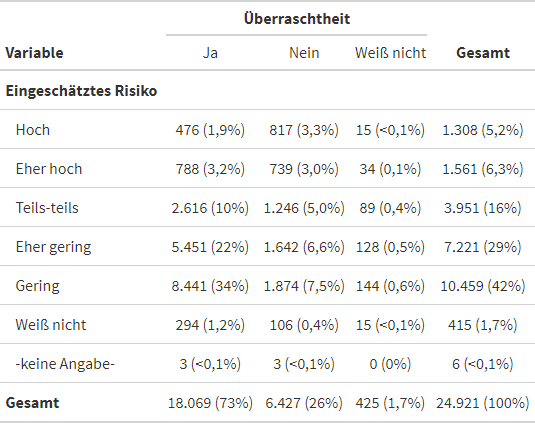 Überraschtheit
Variable Ja Nein Weiß nicht Gesamt
Eingeschätztes Risiko
Hoch 476 (1,9%) 817 (3,3%) 15 (<0,1%) 1.308 (5,2%)
Eher hoch 788 (3,2%) 739 (3,0%) 34 (0,1%) 1.561 (6,3%)
Teils-teils 2.616 (10%) 1.246 (5,0%) 89 (0,4%) 3.951 (16%)
Eher gering 5.451 (22%) 1.642 (6,6%) 128 (0,5%) 7.221 (29%)
Gering 8.441 (34%) 1.874 (7,5%) 144 (0,6%) 10.459 (42%)
Weiß nicht 294 (1,2%) 106 (0,4%) 15 (<0,1%) 415 (1,7%)
-keine Angabe- 3 (<0,1%) 3 (<0,1%) 0 (0%) 6 (<0,1%)
Gesamt 18.069 (73%) 6.427 (26%) 425 (1,7%) 24.921 (100%)